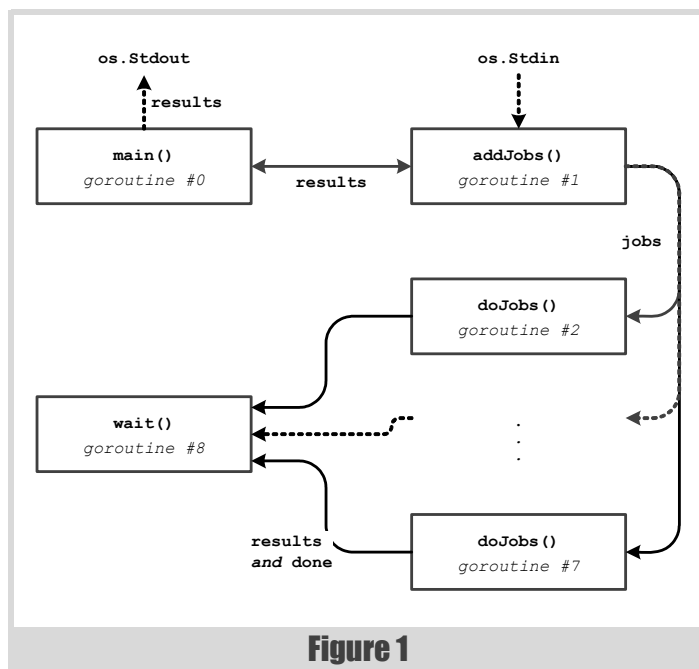 os.Stdout
os.Stdin
results
main()
goroutine #0
results
addJobs()
goroutine #1
jobs
doJobs()
goroutine #2
wait()
goroutine #8
.
.
.
results
and done
doJobs()
goroutine #7
Figure 1